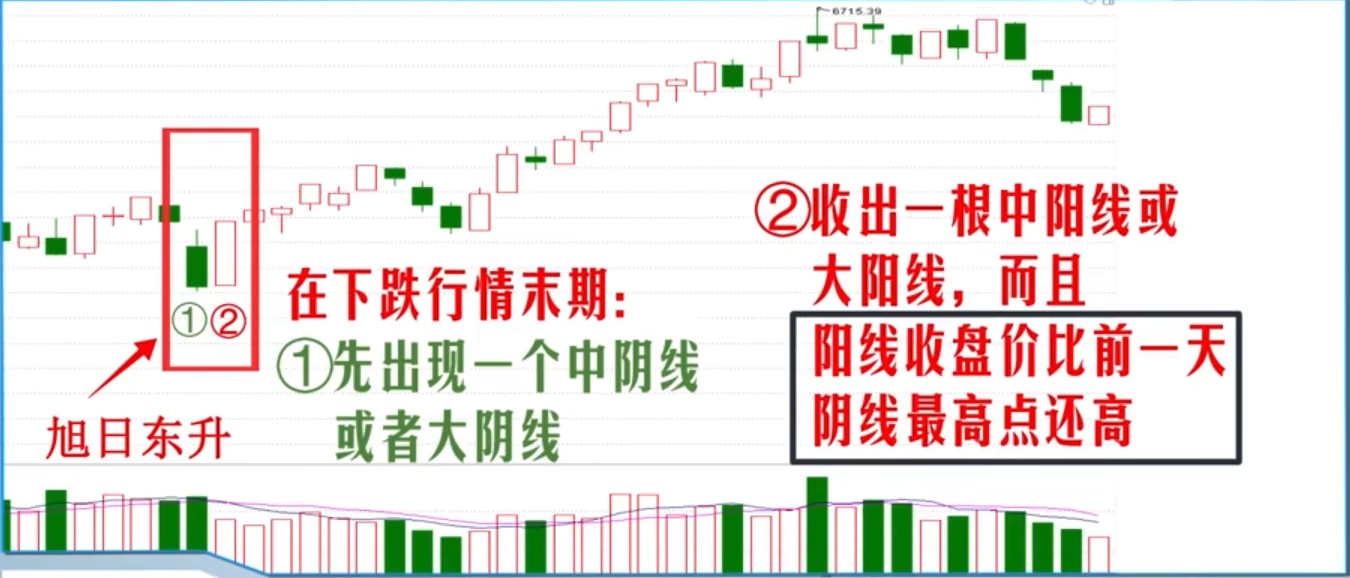 6715.39
②收出一根中阳线或
大阳线，而且
阳线收盘价比前一天
阴线最高点还高
在下跌行情末期：
①先出现一个中阴线
或者大阴线
① ②
旭日东升